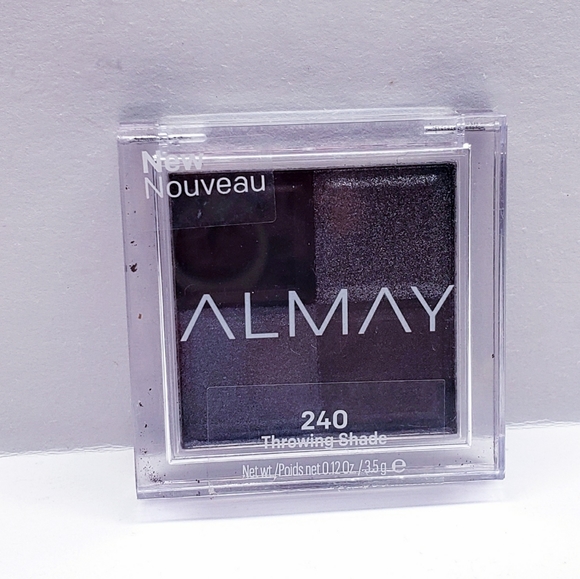 New
Nouveau
ALMAY
240
Throwing Shade
Net wt./Poids net 0.12 Oz. / 3.5 g ℮